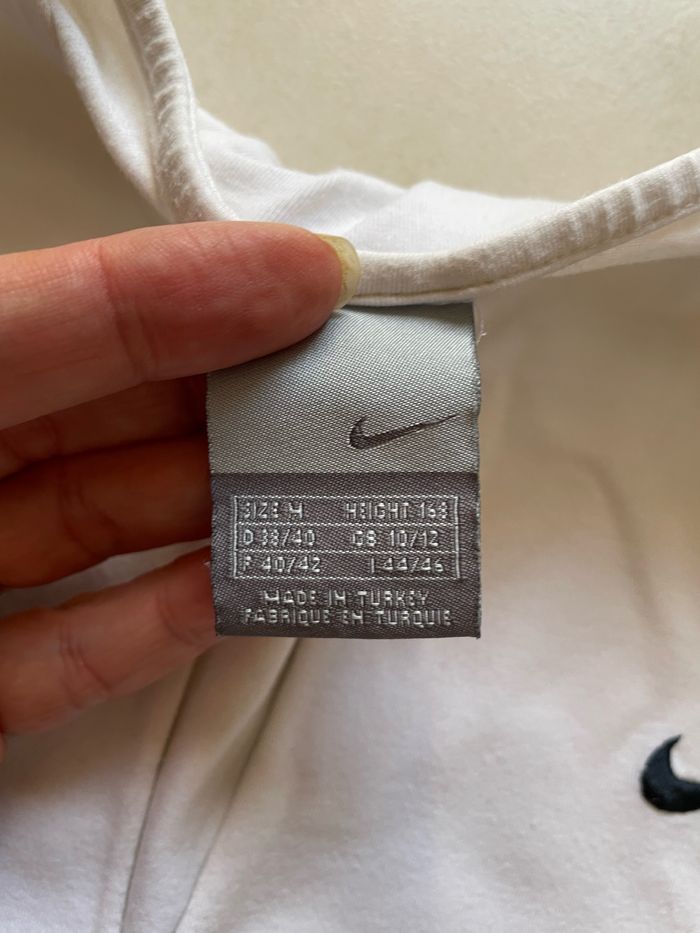 SIZE M HEIGHT 168
D 38/40 GB 10/12
F 40/42 I 44/46
MADE IN TURKEY
FABRIQUE EN TURQUIE